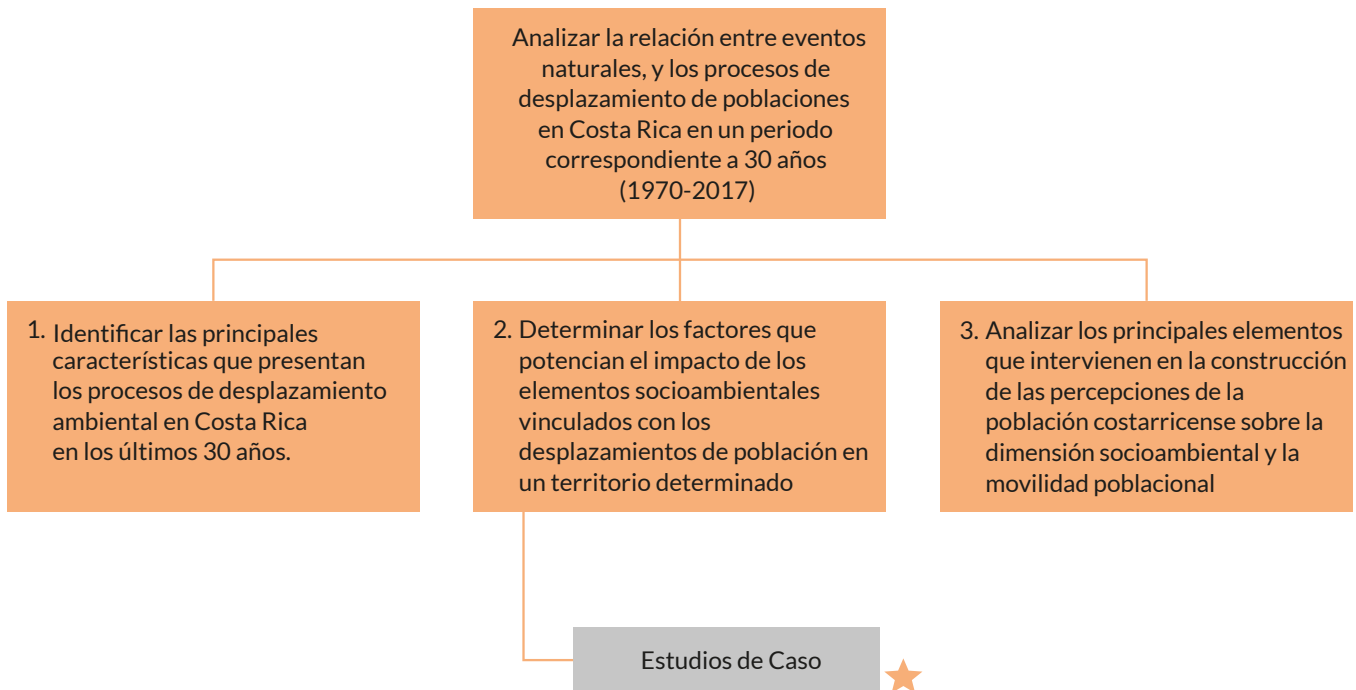 Analizar la relación entre eventos
naturales, y los procesos de
desplazamiento de poblaciones
en Costa Rica en un periodo
correspondiente a 30 años
(1970-2017)
1. Identificar las principales
características que presentan
los procesos de desplazamiento
ambiental en Costa Rica
en los últimos 30 años.
2. Determinar los factores que
potencian el impacto de los
elementos socioambientales
vinculados con los
desplazamientos de población en
un territorio determinado
3. Analizar los principales elementos
que intervienen en la construcción
de las percepciones de la
población costarricense sobre la
dimensión socioambiental y la
movilidad poblacional
Estudios de Caso